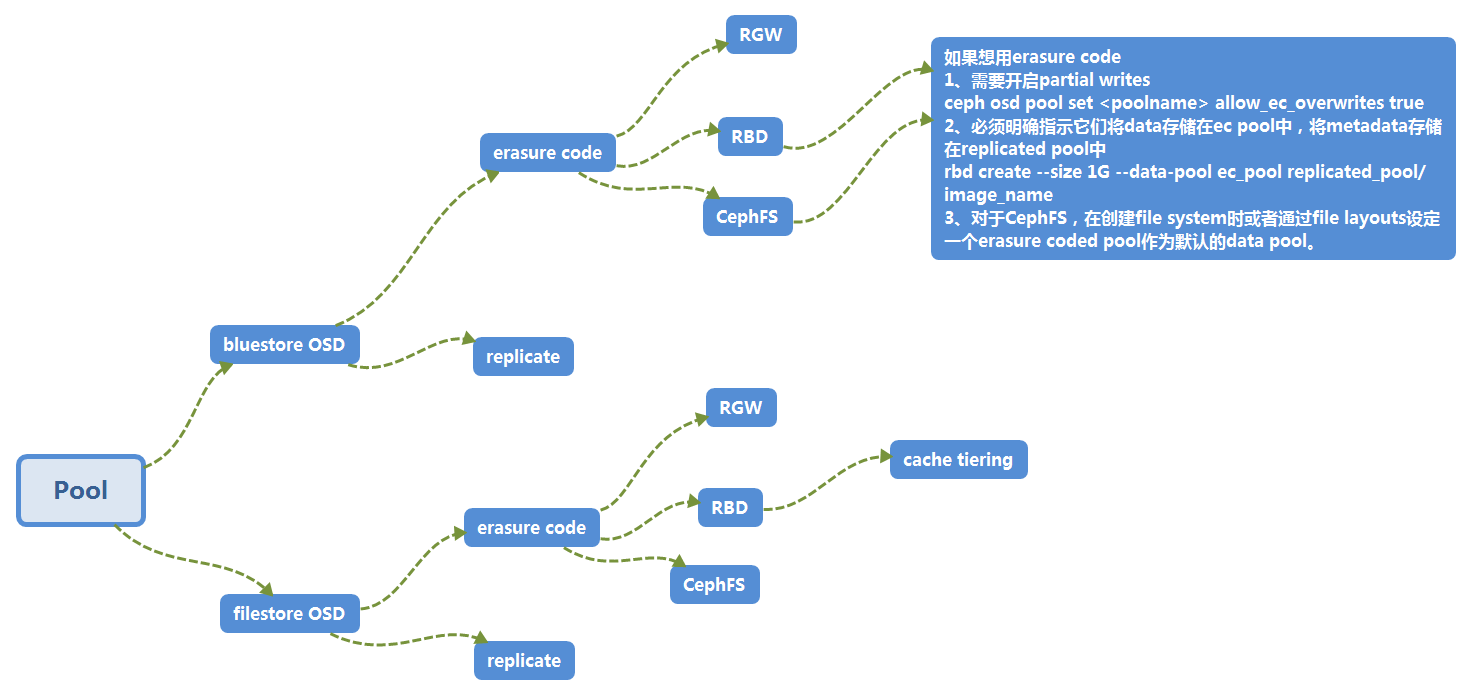 RGW
如果想用erasure code
1、需要开启partial writes
ceph osd pool set <poolname> allow_ec_overwrites true
2、必须明确指示它们将data存储在ec pool中，将metadata存储
在replicated pool中
rbd create --size 1G --data-pool ec_pool replicated_pool/
image_name
3、对于CephFS，在创建file system时或者通过file layouts设定
一个erasure coded pool作为默认的data pool。
RBD
erasure code
CephFS
bluestore OSD
replicate
RGW
cache tiering
Pool
RBD
erasure code
CephFS
filestore OSD
replicate